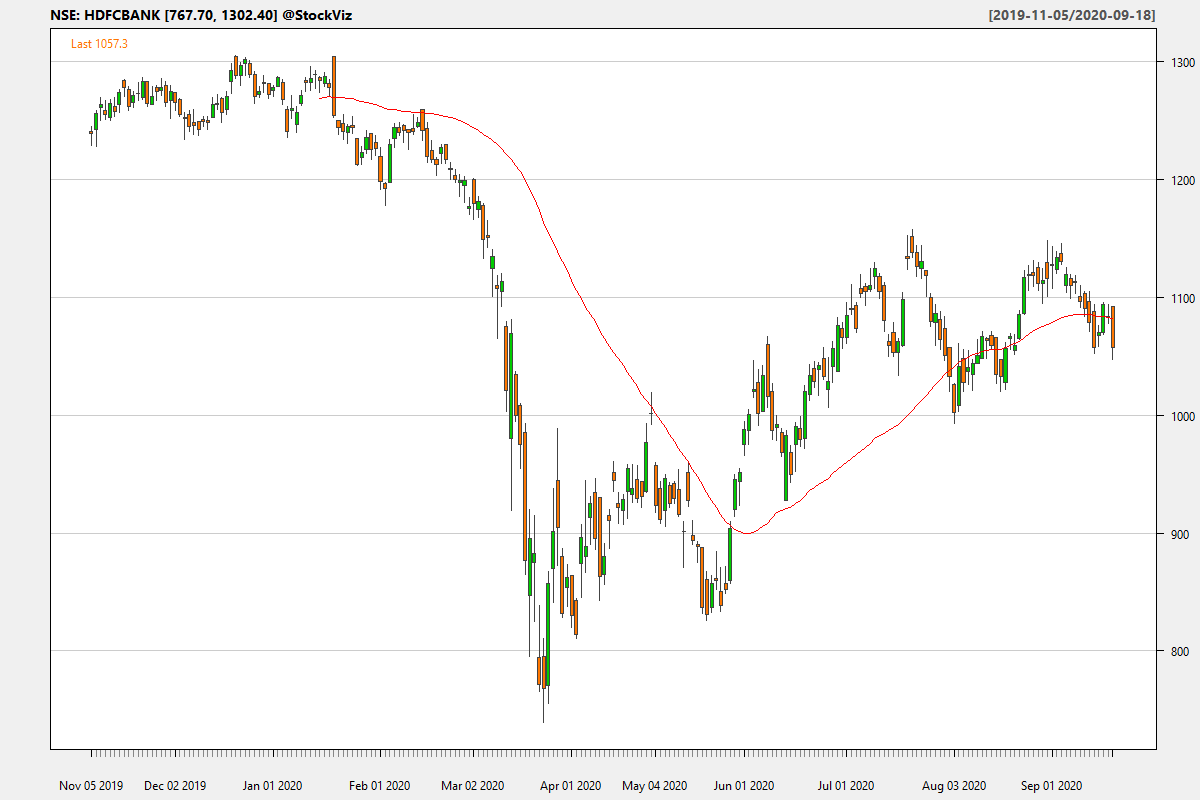 NSE: HDFCBANK [767.70, 1302.40] @StockViz [2019-11-05/2020-09-18]
Last 1057.3
1300
1200
1100
1000
900
800
Nov 05 2019 Dec 02 2019 Jan 01 2020 Feb 01 2020 Mar 02 2020 Apr 01 2020 May 04 2020 Jun 01 2020 Jul 01 2020 Aug 03 2020 Sep 01 2020